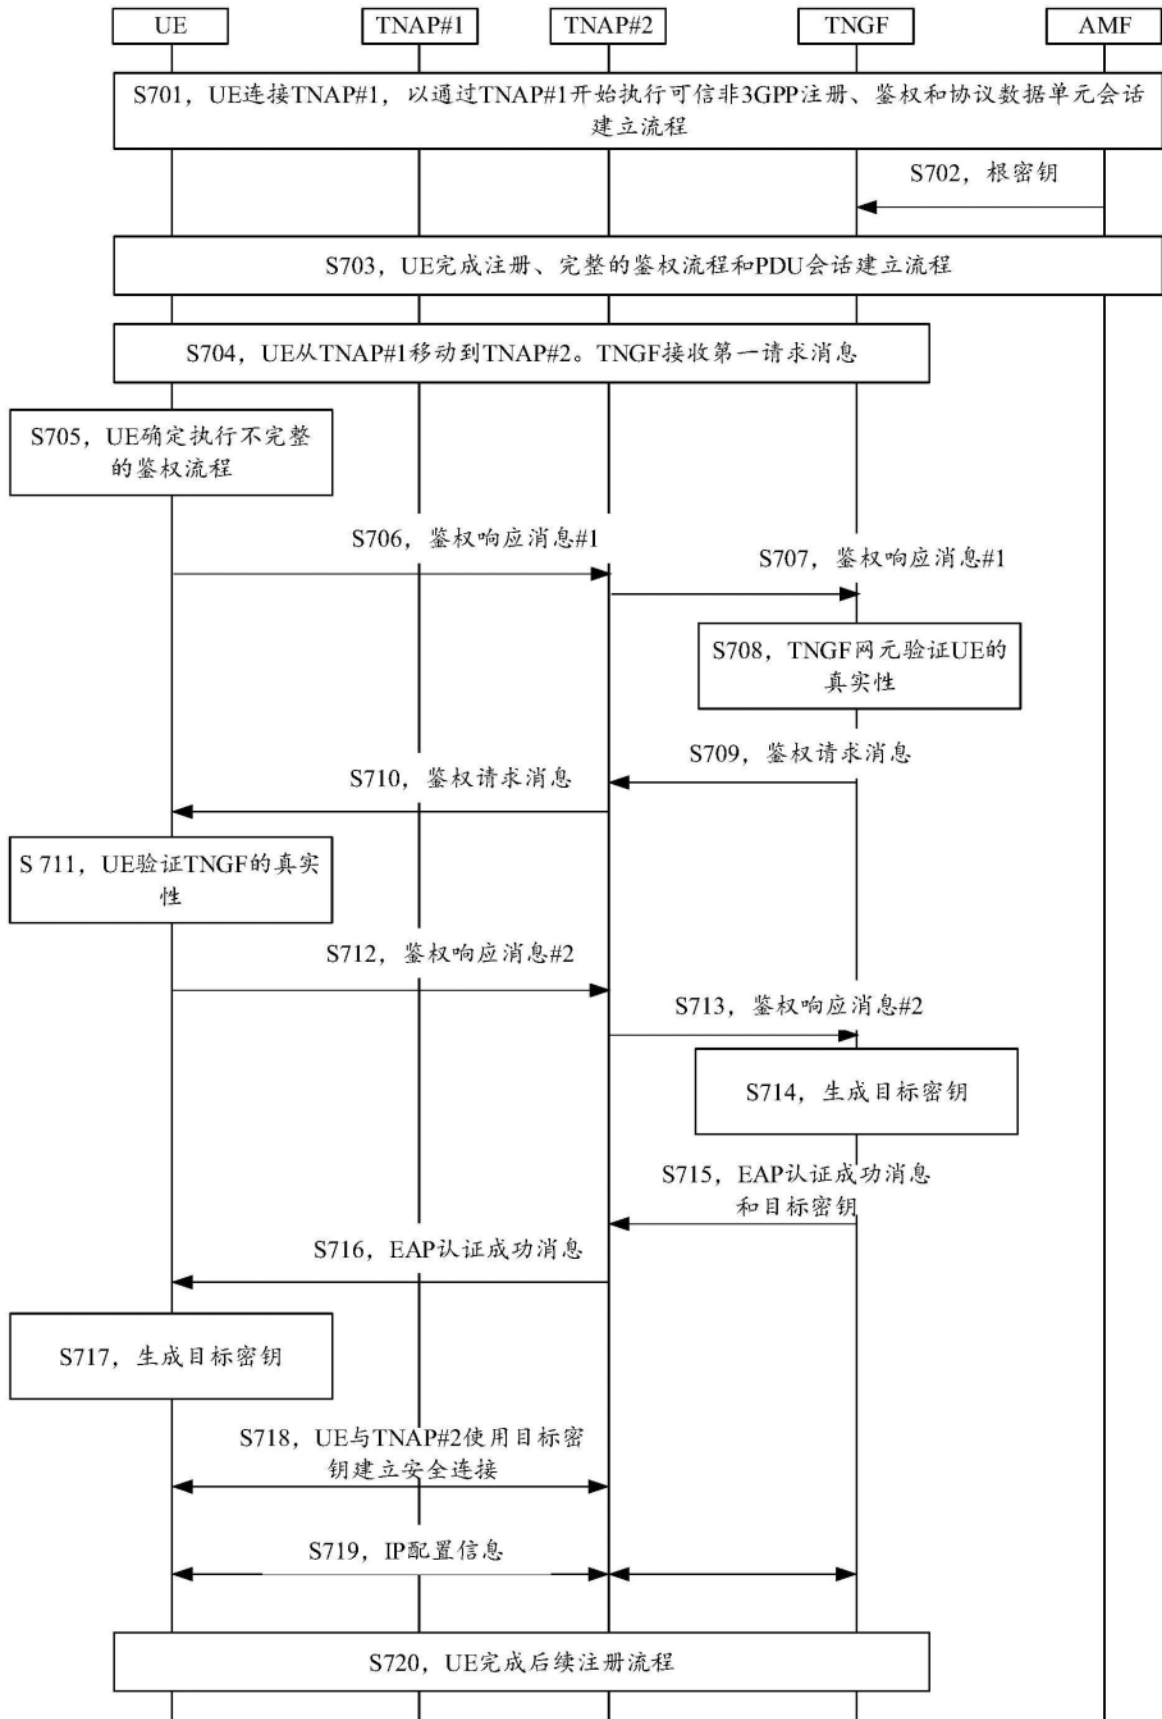 UE
TNAP#1
TNAP#2
TNGF
AMF
S701，UE连接TNAP#1，以通过TNAP#1开始执行可信非3GPP注册、鉴权和协议数据单元会话
建立流程
S702，根密钥
S703，UE完成注册、完整的鉴权流程和PDU会话建立流程
S704，UE从TNAP#1移动到TNAP#2。TNGF接收第一请求消息
S705，UE确定执行不完整
的鉴权流程
S706，鉴权响应消息#1
S707，鉴权响应消息#1
S708，TNGF网元验证UE的
真实性
S709，鉴权请求消息
S710，鉴权请求消息
S 711，UE验证TNGF的真实
性
S712，鉴权响应消息#2
S713，鉴权响应消息#2
S714，生成目标密钥
S715，EAP认证成功消息
和目标密钥
S716，EAP认证成功消息
S717，生成目标密钥
S718，UE与TNAP#2使用目标密
钥建立安全连接
S719，IP配置信息
S720，UE完成后续注册流程